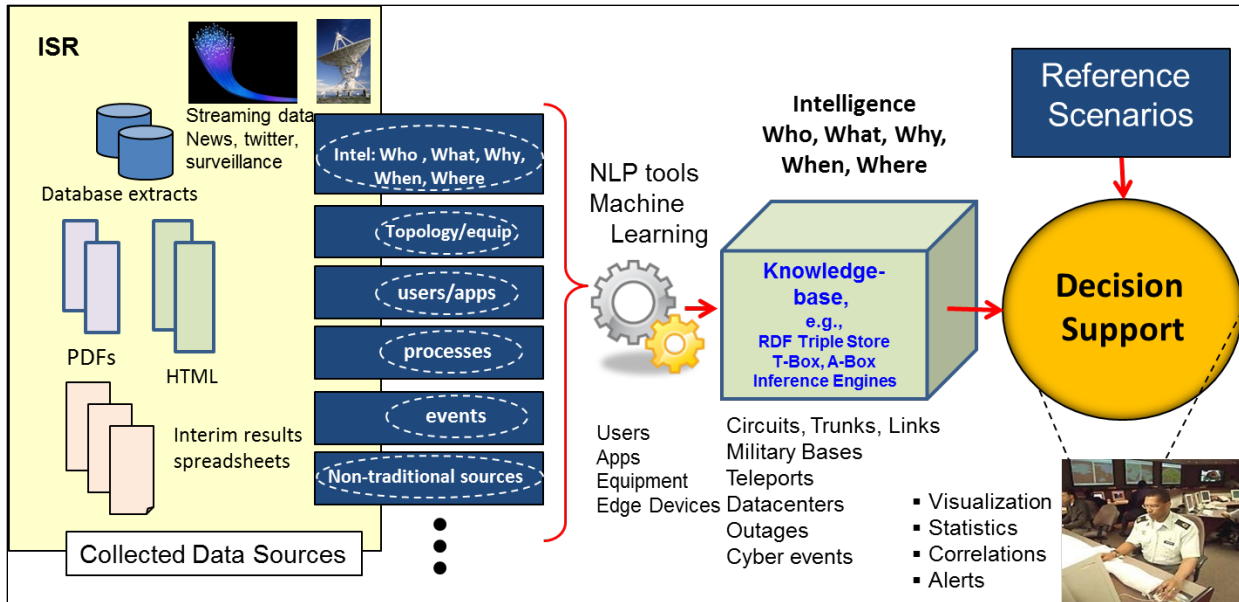 ISR
Streaming data
News, twitter,
surveillance
Database extracts
PDFs
HTML
Interim results
spreadsheets
Collected Data Sources
Intel: Who , What, Why,
When, Where
Topology/equip
users/apps
processes
events
Non-traditional sources
NLP tools
Machine
Learning
Users
Apps
Equipment
Edge Devices
Intelligence
Who, What, Why,
When, Where
Knowledge-
base,
e.g.,
RDF Triple Store
T-Box, A-Box
Inference Engines
Circuits, Trunks, Links
Military Bases
Teleports
Datacenters
Outages
Cyber events
Reference
Scenarios
Decision
Support
▪ Visualization
▪ Statistics
▪ Correlations
▪ Alerts